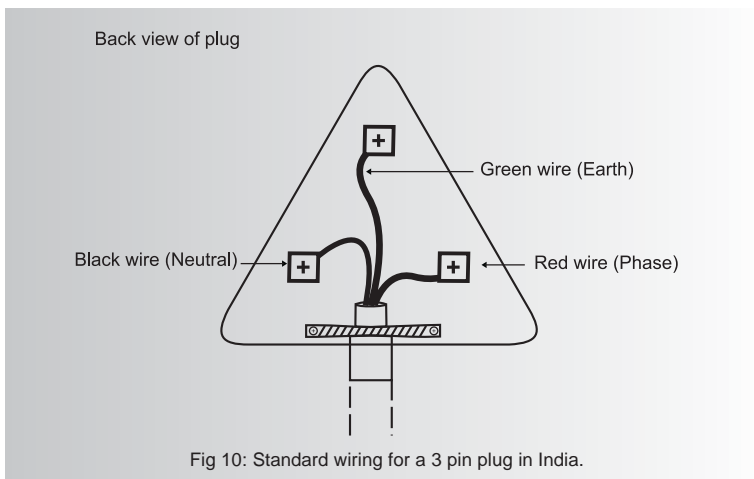 Back view of plug
Green wire (Earth)
Black wire (Neutral)
Red wire (Phase)
Fig 10: Standard wiring for a 3 pin plug in India.